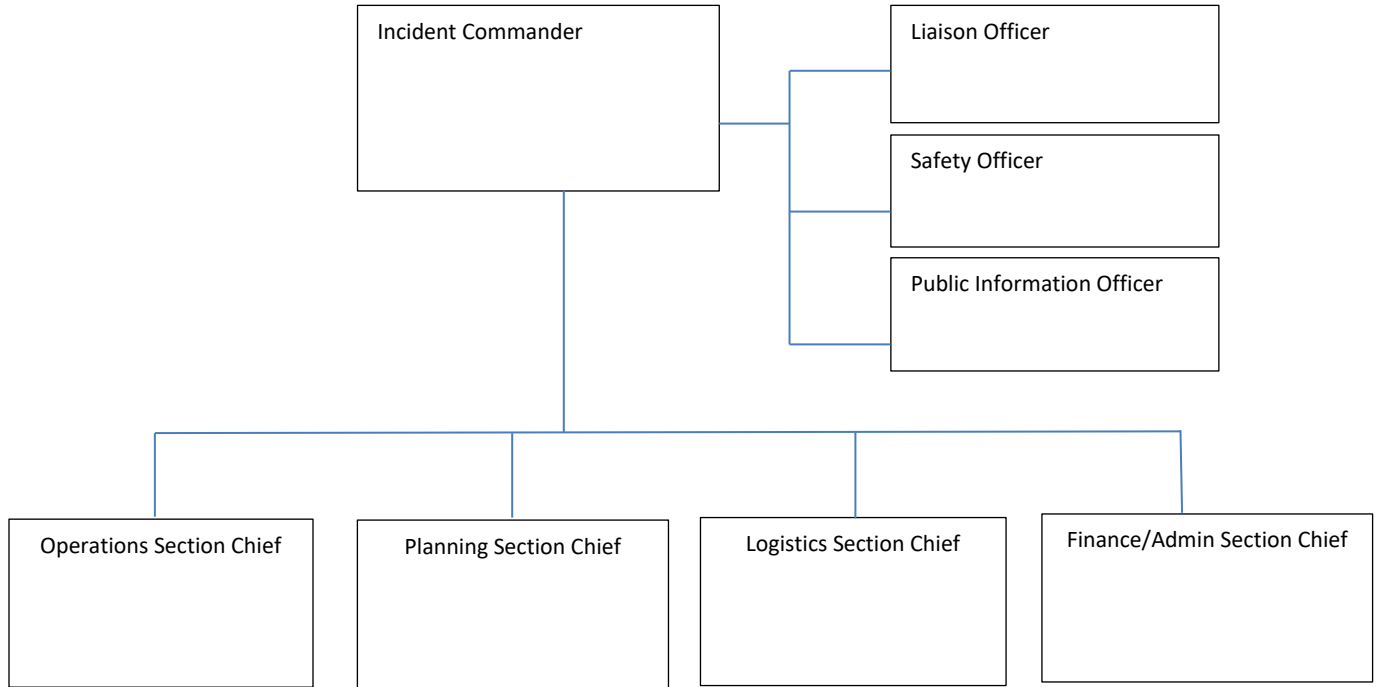 Incident Commander
Liaison Officer
Safety Officer
Public Information Officer
Operations Section Chief
Planning Section Chief
Logistics Section Chief
Finance/Admin Section Chief